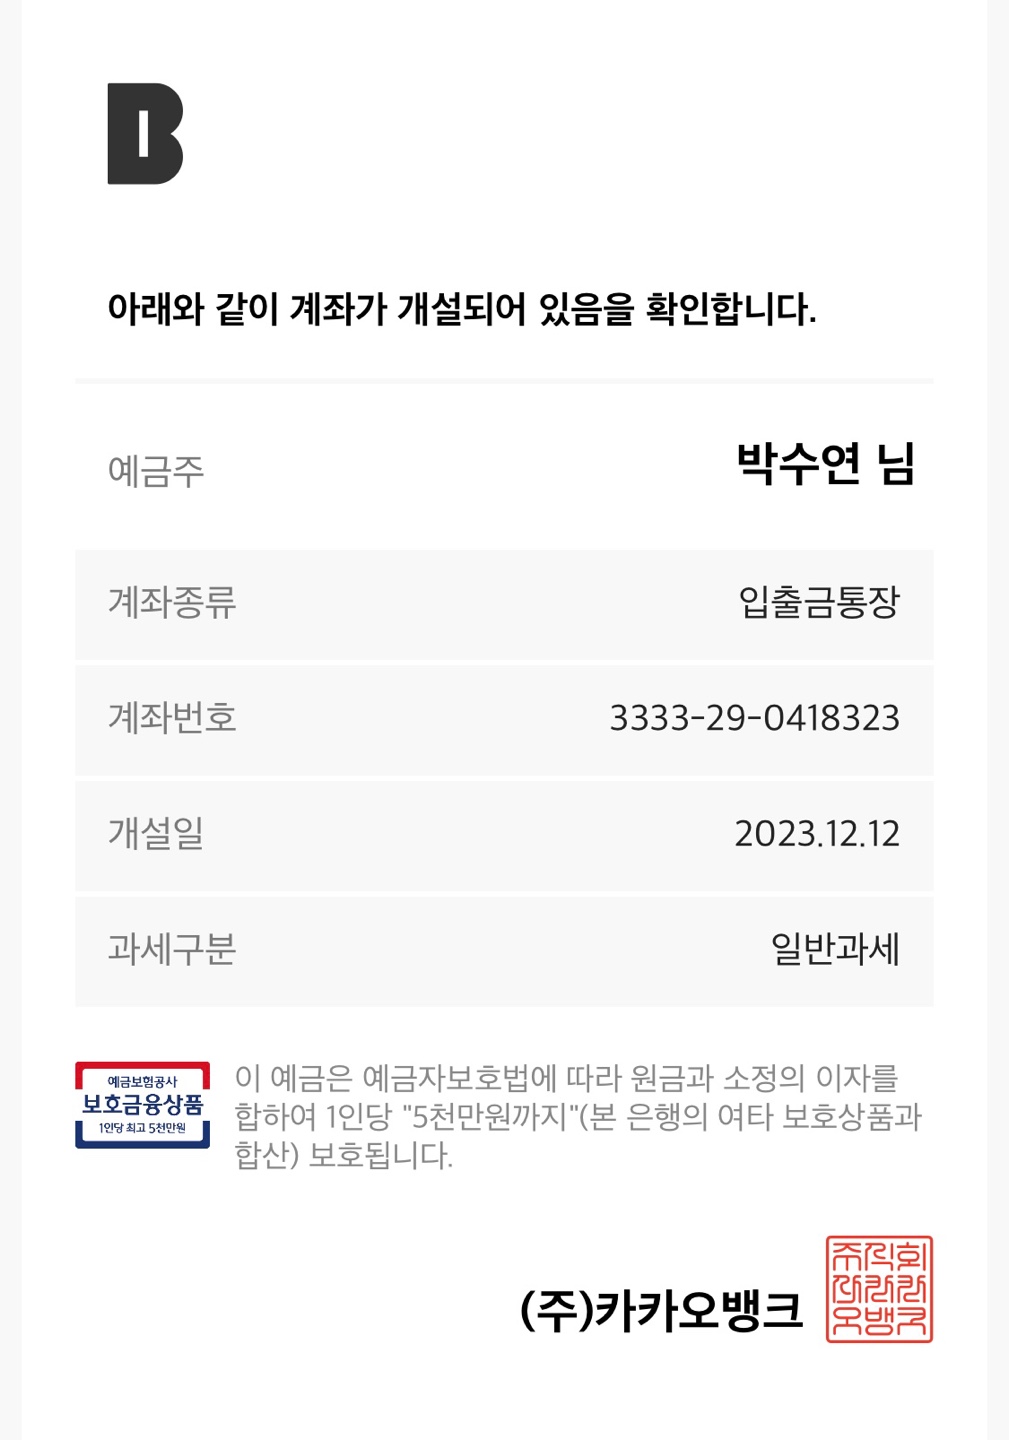 B
아래와 같이 계좌가 개설되어 있음을 확인합니다.
예금주 박수연 님
계좌종류 입출금통장
계좌번호 3333-29-0418323
개설일 2023.12.12
과세구분 일반과세
예금보험공사
보호금융상품
1인당 최고 5천만원
이 예금은 예금자보호법에 따라 원금과 소정의 이자를
합하여 1인당 "5천만원까지"(본 은행의 여타 보호상품과
합산) 보호됩니다.
(주)카카오뱅크
주식회
사카카
오뱅크